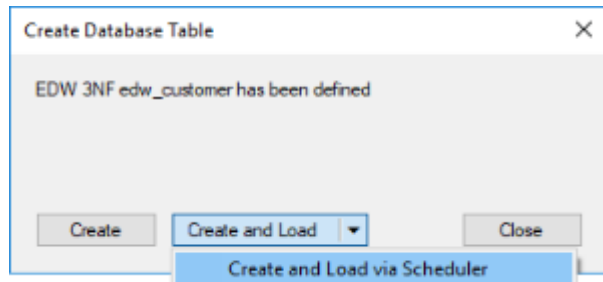 Create Database Table
EDW 3NF edw_customer has been defined
Create
Create and Load
Close
Create and Load via Scheduler